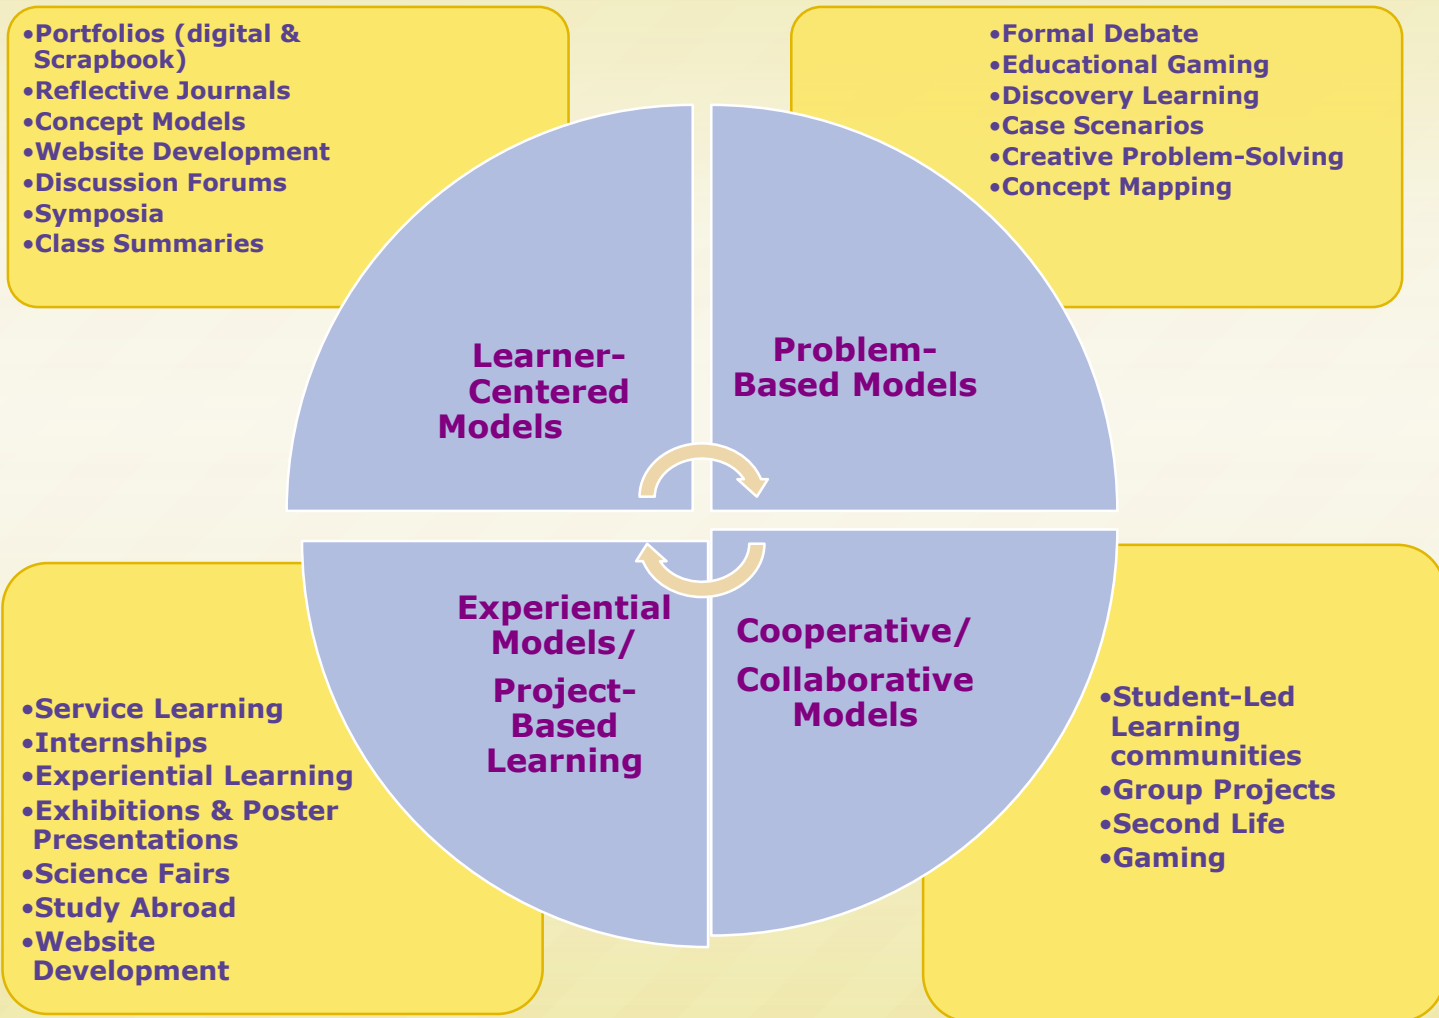 •Portfolios (digital &
Scrapbook)
•Reflective Journals
•Concept Models
•Website Development
•Discussion Forums
•Symposia
•Class Summaries
•Formal Debate
•Educational Gaming
•Discovery Learning
•Case Scenarios
•Creative Problem-Solving
•Concept Mapping
Learner-
Centered
Models
Problem-
Based Models
Experiential
Models/
Project-
Based
Learning
Cooperative/
Collaborative
Models
•Service Learning
•Internships
•Experiential Learning
•Exhibitions & Poster
Presentations
•Science Fairs
•Study Abroad
•Website
Development
•Student-Led
Learning
communities
•Group Projects
•Second Life
•Gaming